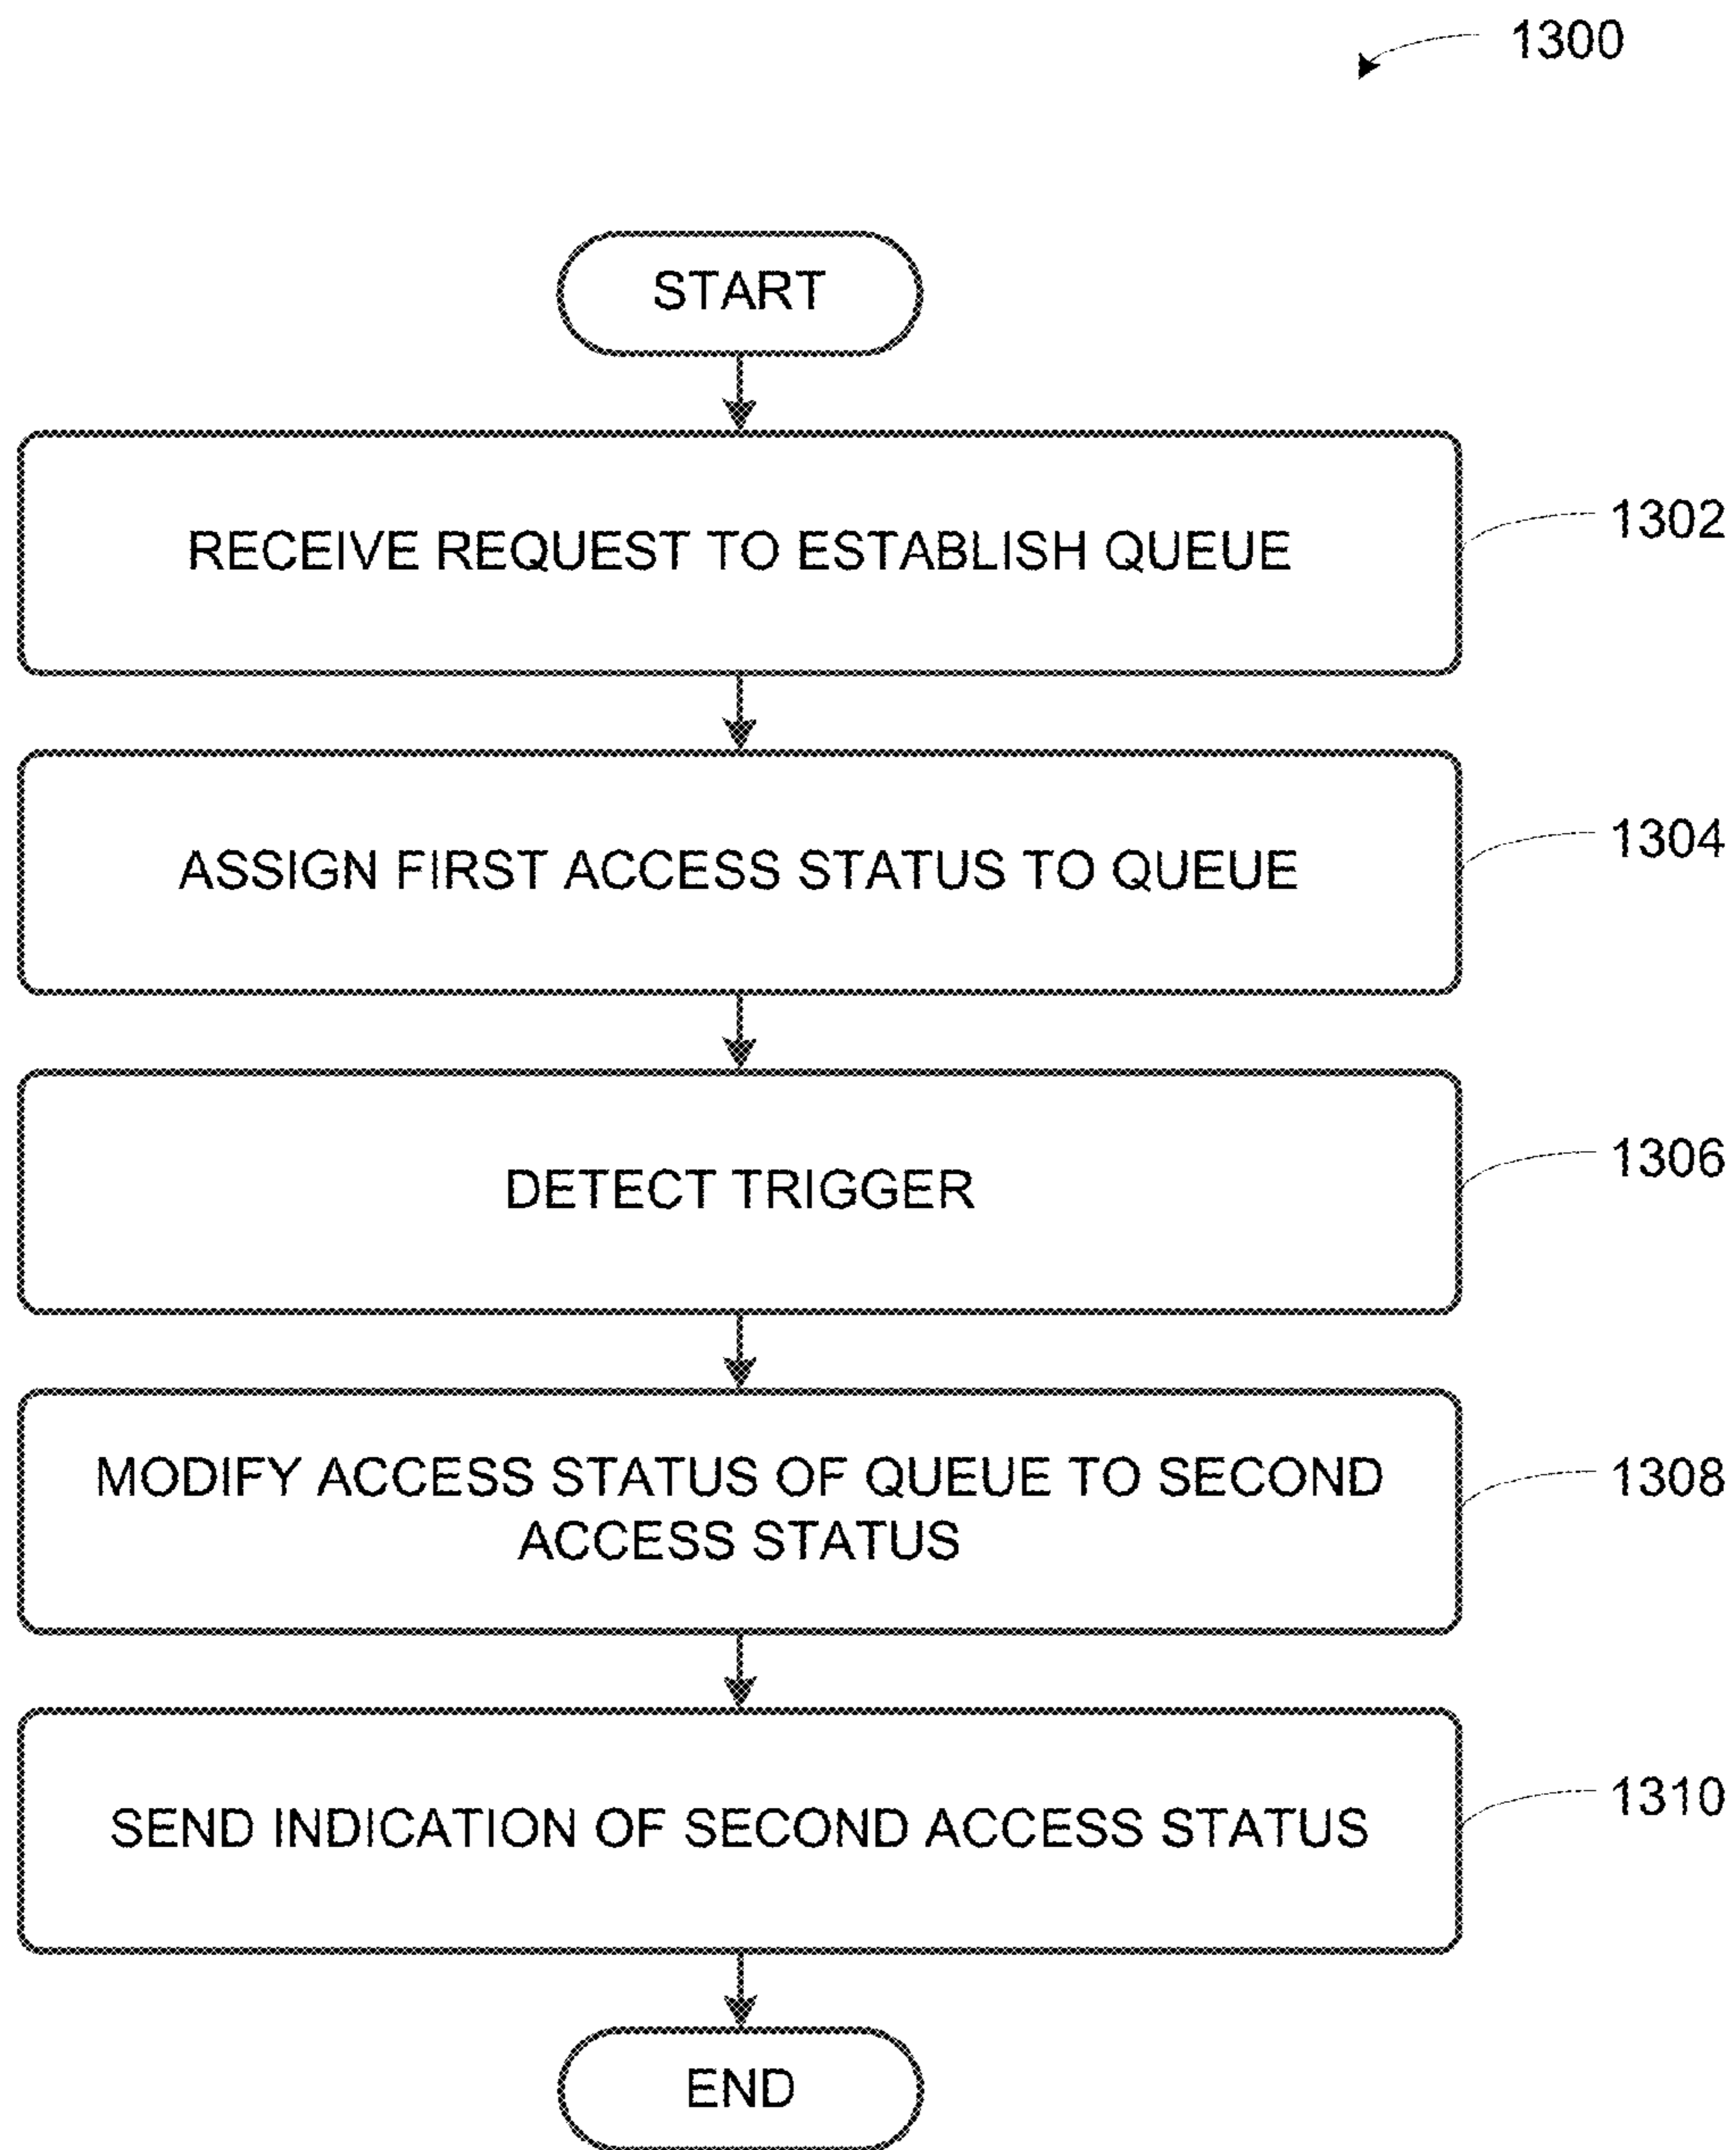 1300
START
RECEIVE REQUEST TO ESTABLISH QUEUE
1302
ASSIGN FIRST ACCESS STATUS TO QUEUE
1304
DETECT TRIGGER
1306
MODIFY ACCESS STATUS OF QUEUE TO SECOND
ACCESS STATUS
1308
SEND INDICATION OF SECOND ACCESS STATUS
1310
END